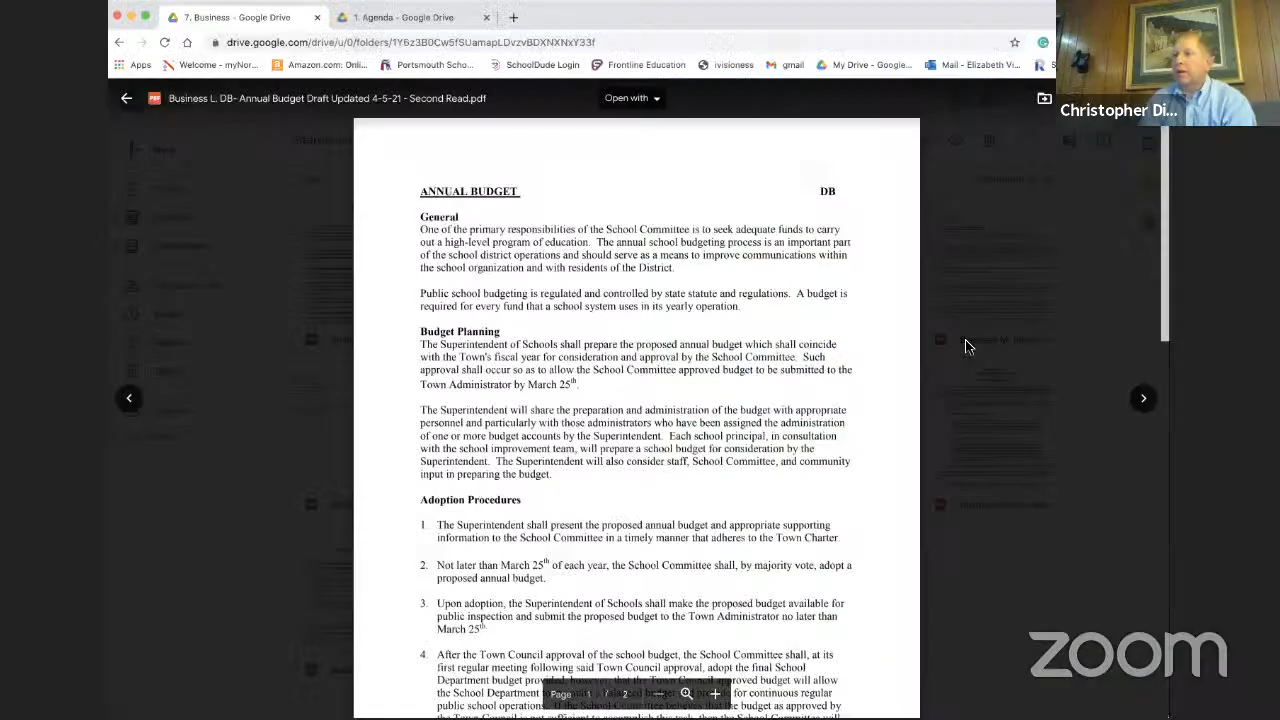 7. Business - Google Drive
1. Agenda - Google Drive
drive.google.com/drive/u/0/folders/1Y6z3B0Cw5fSUamapLDvzvBDXNXNxY33f
Apps Welcome - myNor... Amazon.com: Onli... Portsmouth Scho... SchoolDude Login Frontline Education ivisioness gmail My Drive - Google... Mail - Elizabeth Vi...
Business L. DB- Annual Budget Draft Updated 4-5-21 - Second Read.pdf
Open with
Christopher Di...
ANNUAL BUDGET DB
General
One of the primary responsibilities of the School Committee is to seek adequate funds to carry
out a high-level program of education. The annual school budgeting process is an important part
of the school district operations and should serve as a means to improve communications within
the school organization and with residents of the District.
Public school budgeting is regulated and controlled by state statute and regulations. A budget is
required for every fund that a school system uses in its yearly operation.
Budget Planning
The Superintendent of Schools shall prepare the proposed annual budget which shall coincide
with the Town's fiscal year for consideration and approval by the School Committee. Such
approval shall occur so as to allow the School Committee approved budget to be submitted to the
Town Administrator by March 25th.
The Superintendent will share the preparation and administration of the budget with appropriate
personnel and particularly with those administrators who have been assigned the administration
of one or more budget accounts by the Superintendent. Each school principal, in consultation
with the school improvement team, will prepare a school budget for consideration by the
Superintendent. The Superintendent will also consider staff, School Committee, and community
input in preparing the budget.
Adoption Procedures
1. The Superintendent shall present the proposed annual budget and appropriate supporting
information to the School Committee in a timely manner that adheres to the Town Charter.
2. Not later than March 25th of each year, the School Committee shall, by majority vote, adopt a
proposed annual budget.
3. Upon adoption, the Superintendent of Schools shall make the proposed budget available for
public inspection and submit the proposed budget to the Town Administrator no later than
March 25th.
4. After the Town Council approval of the school budget, the School Committee shall, at its
first regular meeting following said Town Council approval, adopt the final School
Department budget provided, however, that the Town Council approved budget will allow
the School Department for continuous regular
public school operations. If the School Committee believes that the budget as approved by
the Town Council is not sufficient to accomplish this task, then the School Committee will
Page 1 / 2
zoom